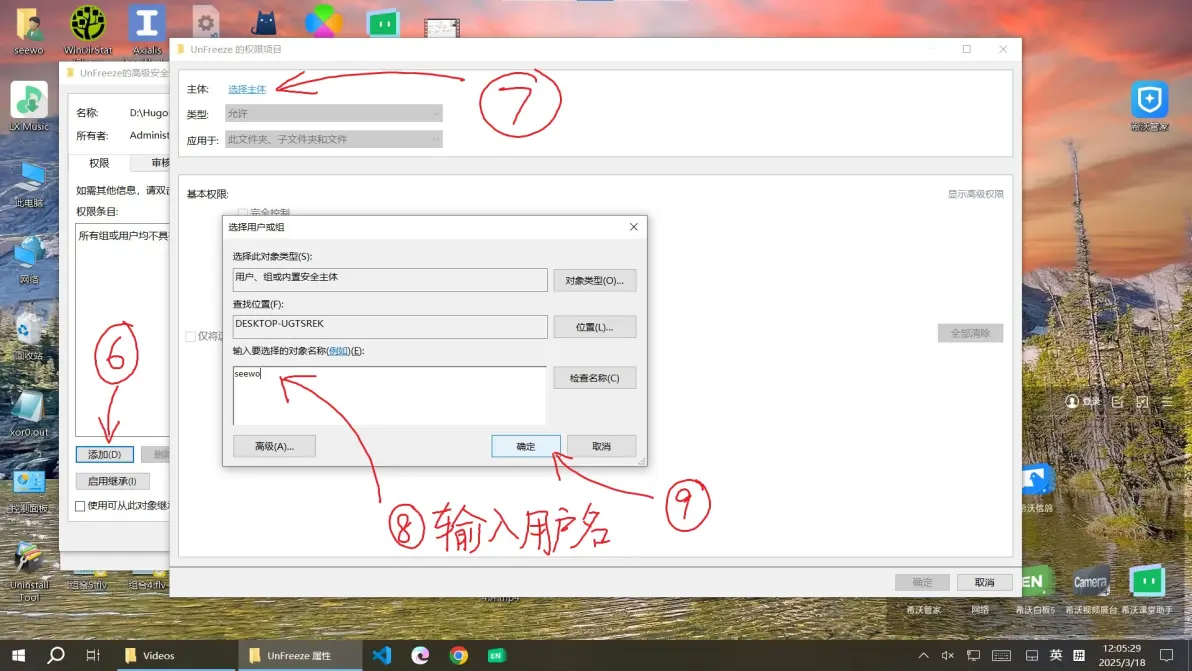 seewo
WinDirStat
Axialis
UnFreeze 的权限项目
UnFreeze的高级安全
主体:
选择主体
⑦
类型:
允许
应用于:
此文件夹、子文件夹和文件
名称:
D:\Hugo
所有者:
Administ
权限
审核
如需其他信息，请双击
权限条目:
所有组或用户均不具
基本权限:
显示高级权限
完全控制
选择用户或组
选择此对象类型(S):
用户、组或内置安全主体
对象类型(O)...
查找位置(F):
DESKTOP-UGTSREK
位置(L)...
输入要选择的对象名称(例如)(E):
seewo
检查名称(C)
高级(A)...
确定
取消
仅将
全部清除
⑥
添加(D)
删除
启用继承(I)
使用可从此对象继
⑧输入用户名
⑨
确定
取消
LX Music
此电脑
网络
回收站
xor0.out
控制面板
Uninstall
Tool
组合5.flv
组合4.flv
希沃管家
登录
希沃信鸽
EN
Camera
希沃管家
网络
希沃白板5
希沃视频展台
希沃课堂助手
Videos
UnFreeze 属性
EN
英
拼
12:05:29
2025/3/18